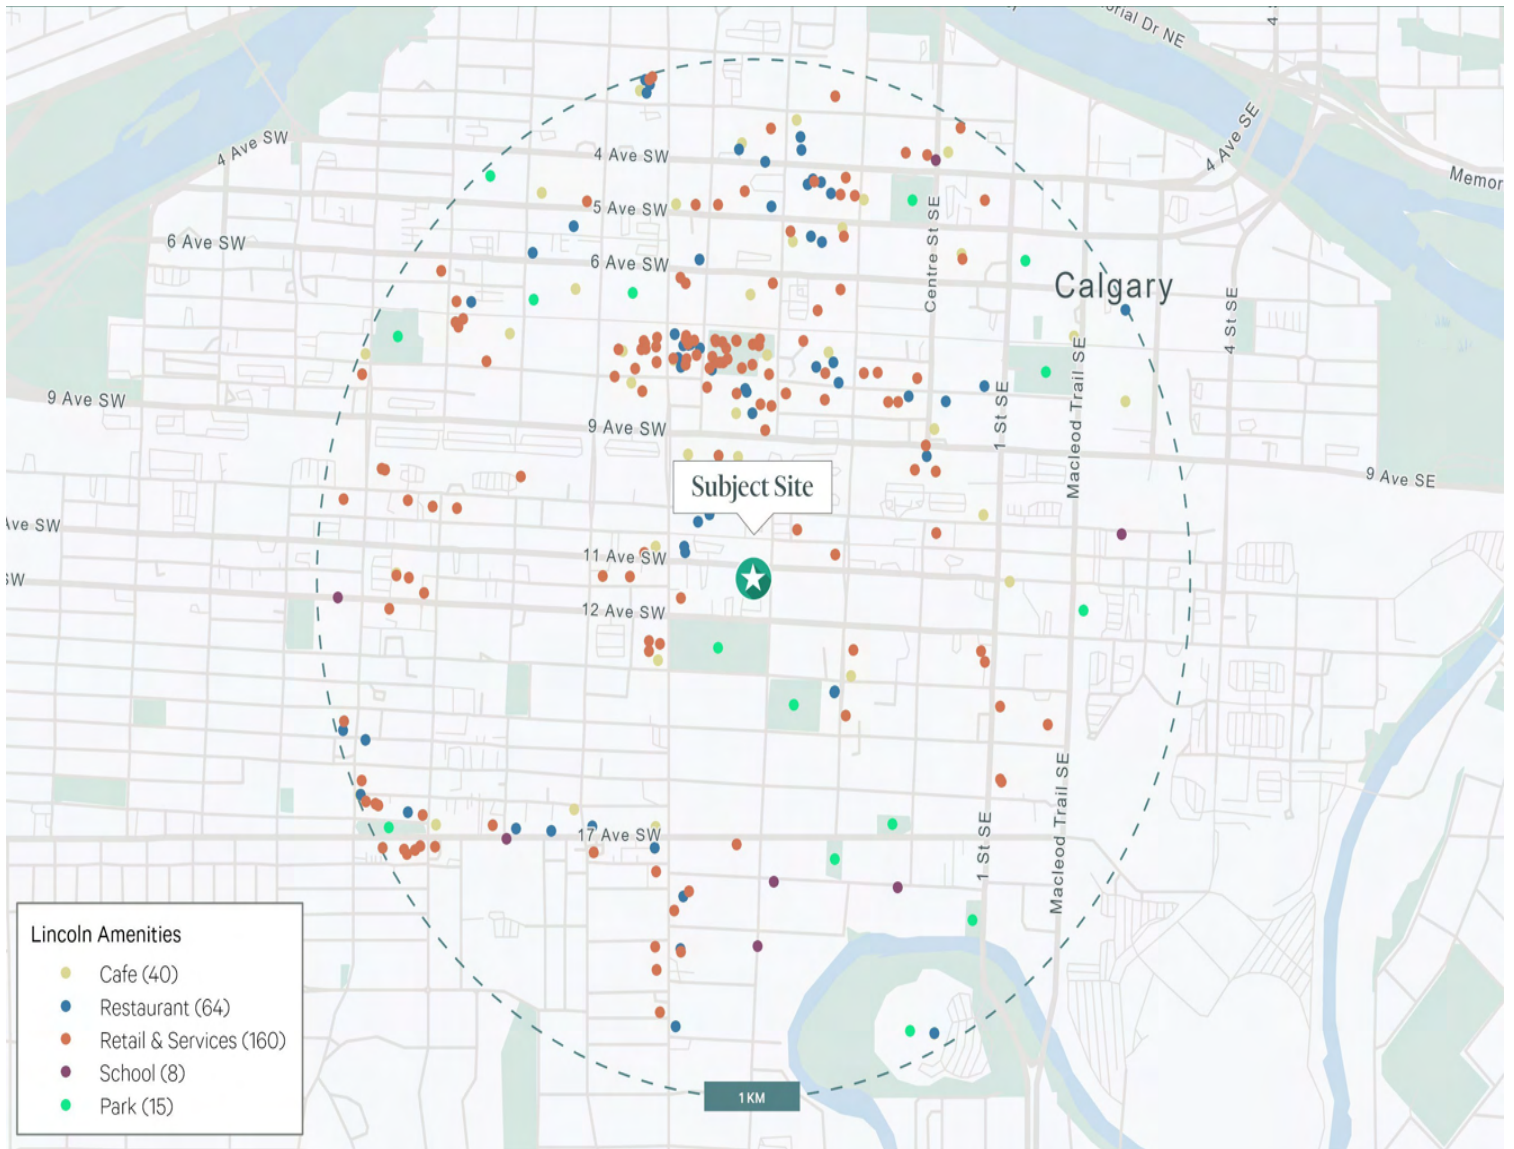 Memorial Dr NE
4 S
4 Ave SW
4 Ave SW
4 Ave SE
Memor
5 Ave SW
6 Ave SW
6 Ave SW
Centre St SE
Calgary
4 St SE
9 Ave SW
9 Ave SW
1 St SE
Macleod Trail SE
9 Ave SE
Subject Site
Ave SW
11 Ave SW
SW
12 Ave SW
17 Ave SW
1 St SE
Macleod Trail SE
Lincoln Amenities
Cafe (40)
Restaurant (64)
Retail & Services (160)
School (8)
Park (15)
1 KM